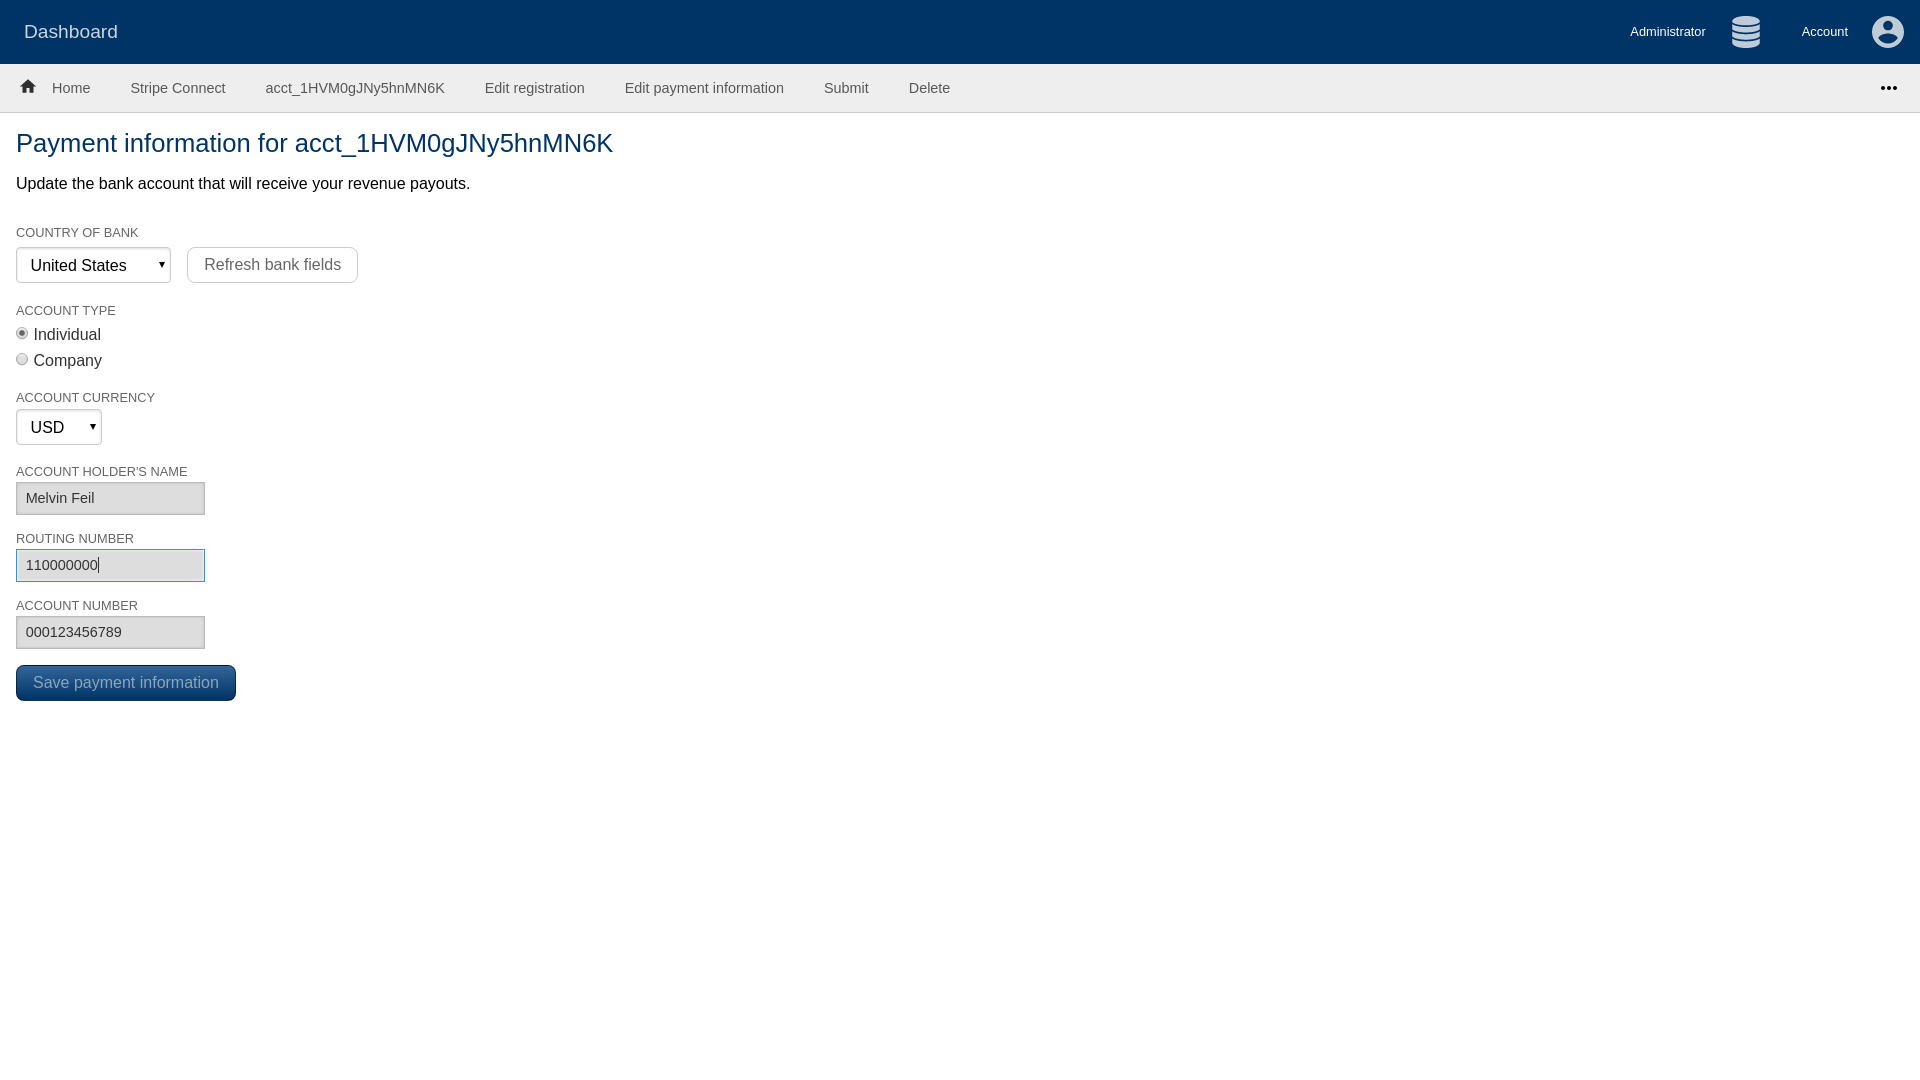 Dashboard
Administrator
Account
Home
Stripe Connect
acct_1HVM0gJNy5hnMN6K
Edit registration
Edit payment information
Submit
Delete
Payment information for acct_1HVM0gJNy5hnMN6K
Update the bank account that will receive your revenue payouts.
COUNTRY OF BANK
United States
Refresh bank fields
ACCOUNT TYPE
Individual
Company
ACCOUNT CURRENCY
USD
ACCOUNT HOLDER'S NAME
Melvin Feil
ROUTING NUMBER
110000000
ACCOUNT NUMBER
000123456789
Save payment information